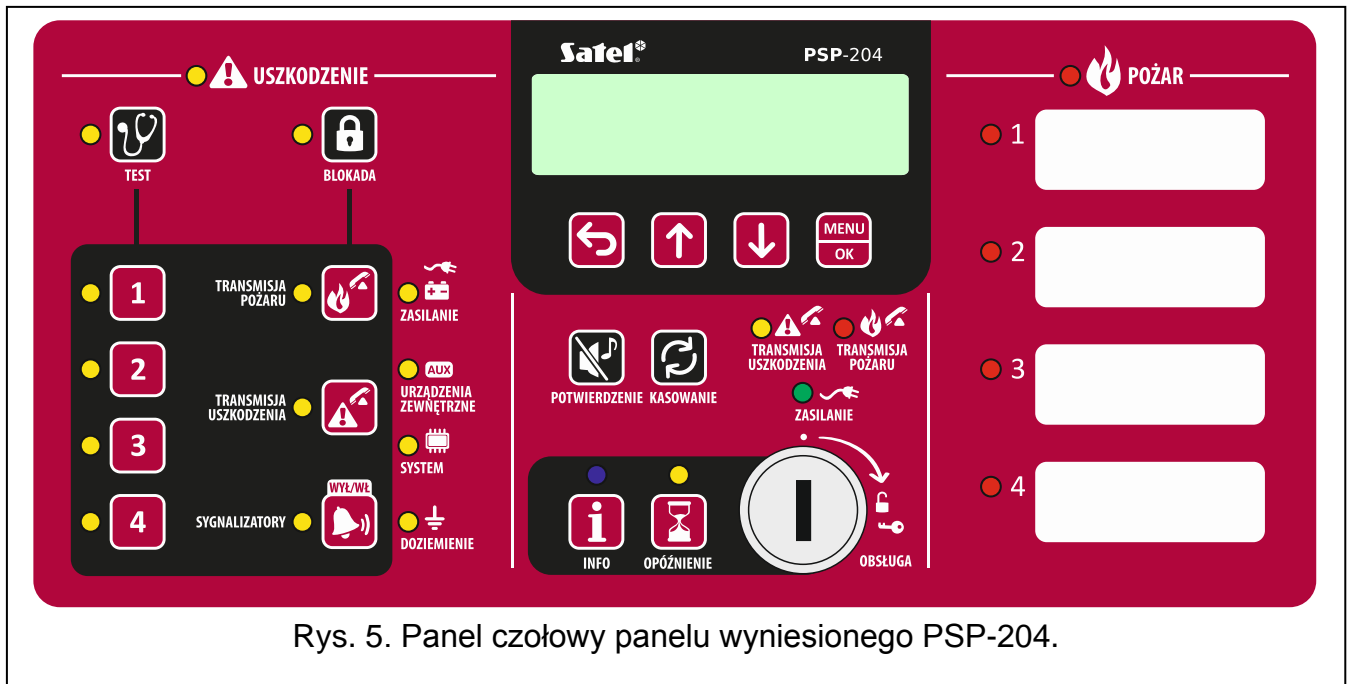 USZKODZENIE
TEST
BLOKADA
1
2
3
4
TRANSMISJA
POŻARU
TRANSMISJA
USZKODZENIA
WYŁ/WŁ
SYGNALIZATORY
ZASILANIE
AUX
URZĄDZENIA
ZEWNĘTRZNE
SYSTEM
DOZIEMIENIE
Satel®
PSP-204
MENU
OK
POTWIERDZENIE
KASOWANIE
TRANSMISJA
USZKODZENIA
TRANSMISJA
POŻARU
ZASILANIE
INFO
OPÓŹNIENIE
OBSŁUGA
POŻAR
1
2
3
4
Rys. 5. Panel czołowy panelu wyniesionego PSP-204.